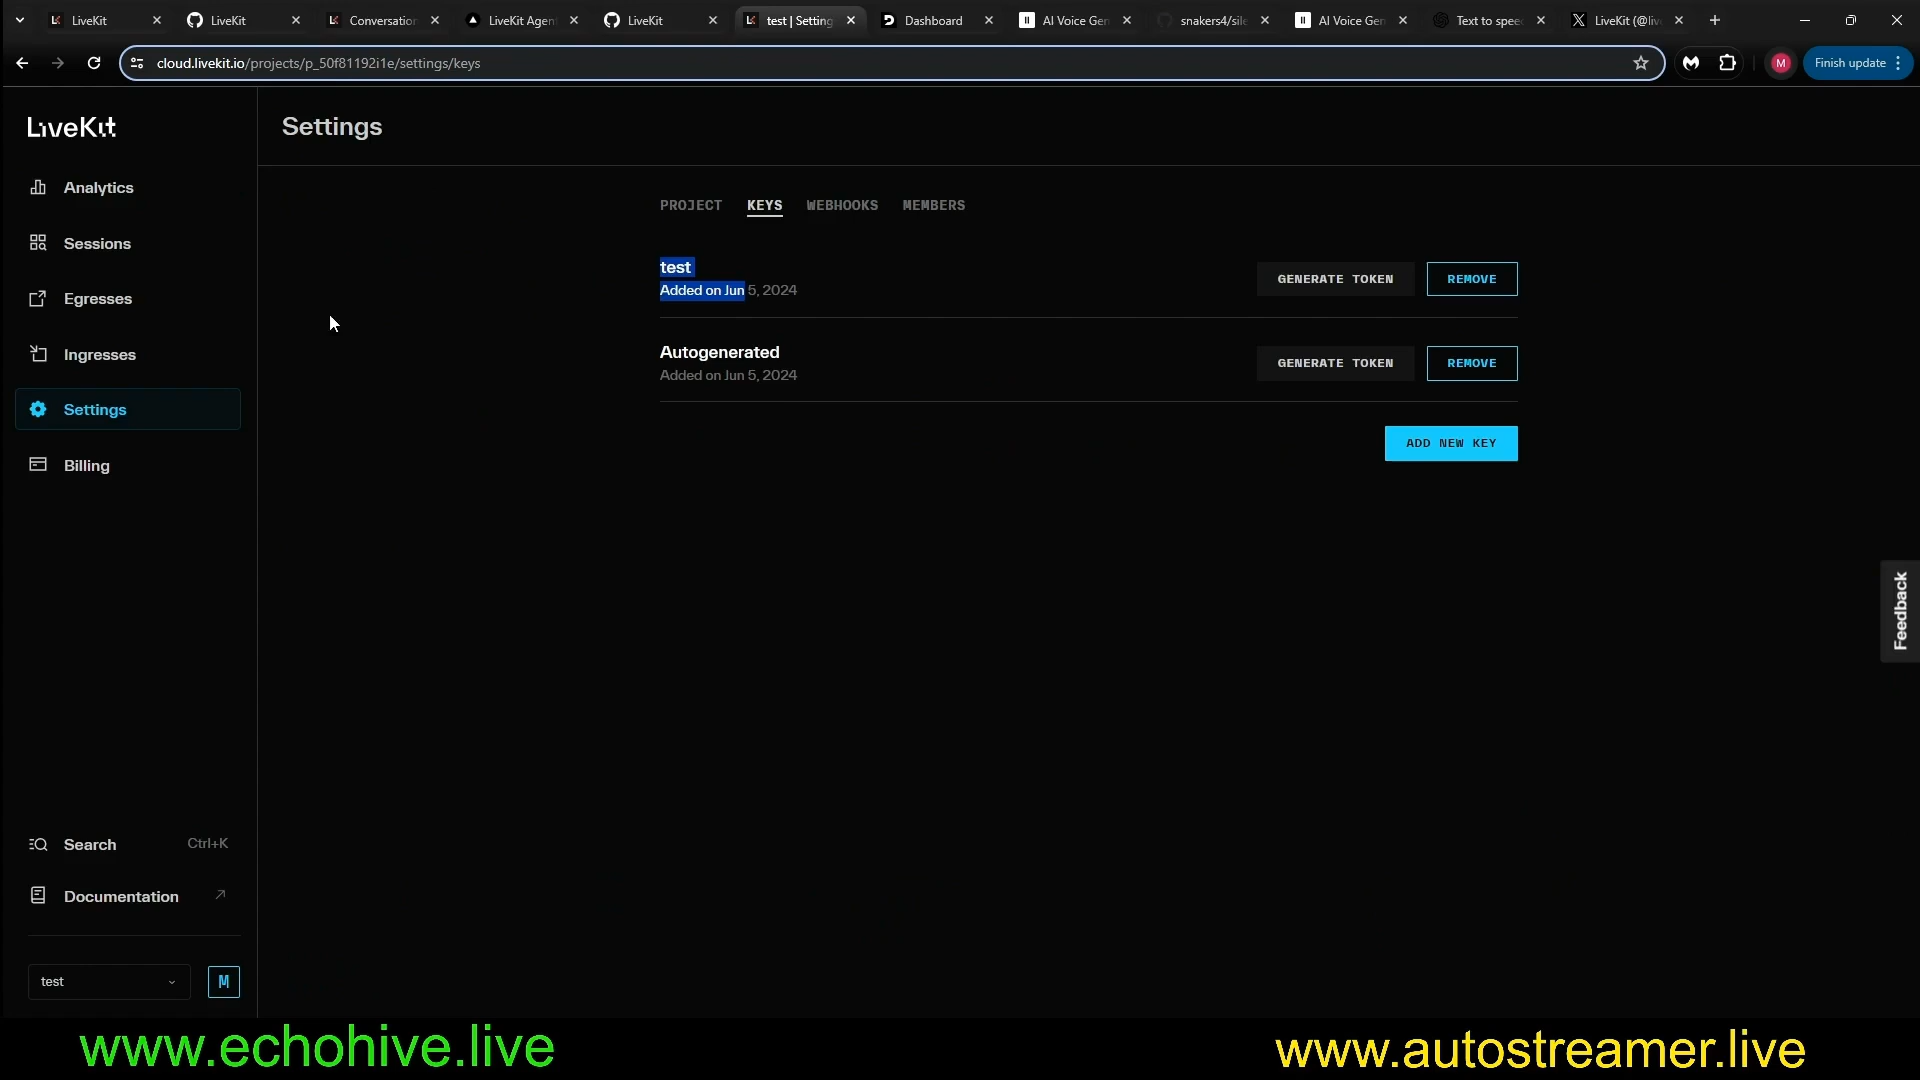 LiveKit
LiveKit
Conversation
LiveKit Agen
LiveKit
test | Setting
Dashboard
AI Voice Gen
snakers4/sile
AI Voice Gen
Text to speec
LiveKit (@liv
cloud.livekit.io/projects/p_50f81192i1e/settings/keys
M
Finish update
LiveKit
Settings
Analytics
Sessions
Egresses
Ingresses
Settings
Billing
PROJECT
KEYS
WEBHOOKS
MEMBERS
test
Added on Jun 5, 2024
GENERATE TOKEN
REMOVE
Autogenerated
Added on Jun 5, 2024
GENERATE TOKEN
REMOVE
ADD NEW KEY
Feedback
Search
Ctrl+K
Documentation
test
M
www.echohive.live
www.autostreamer.live